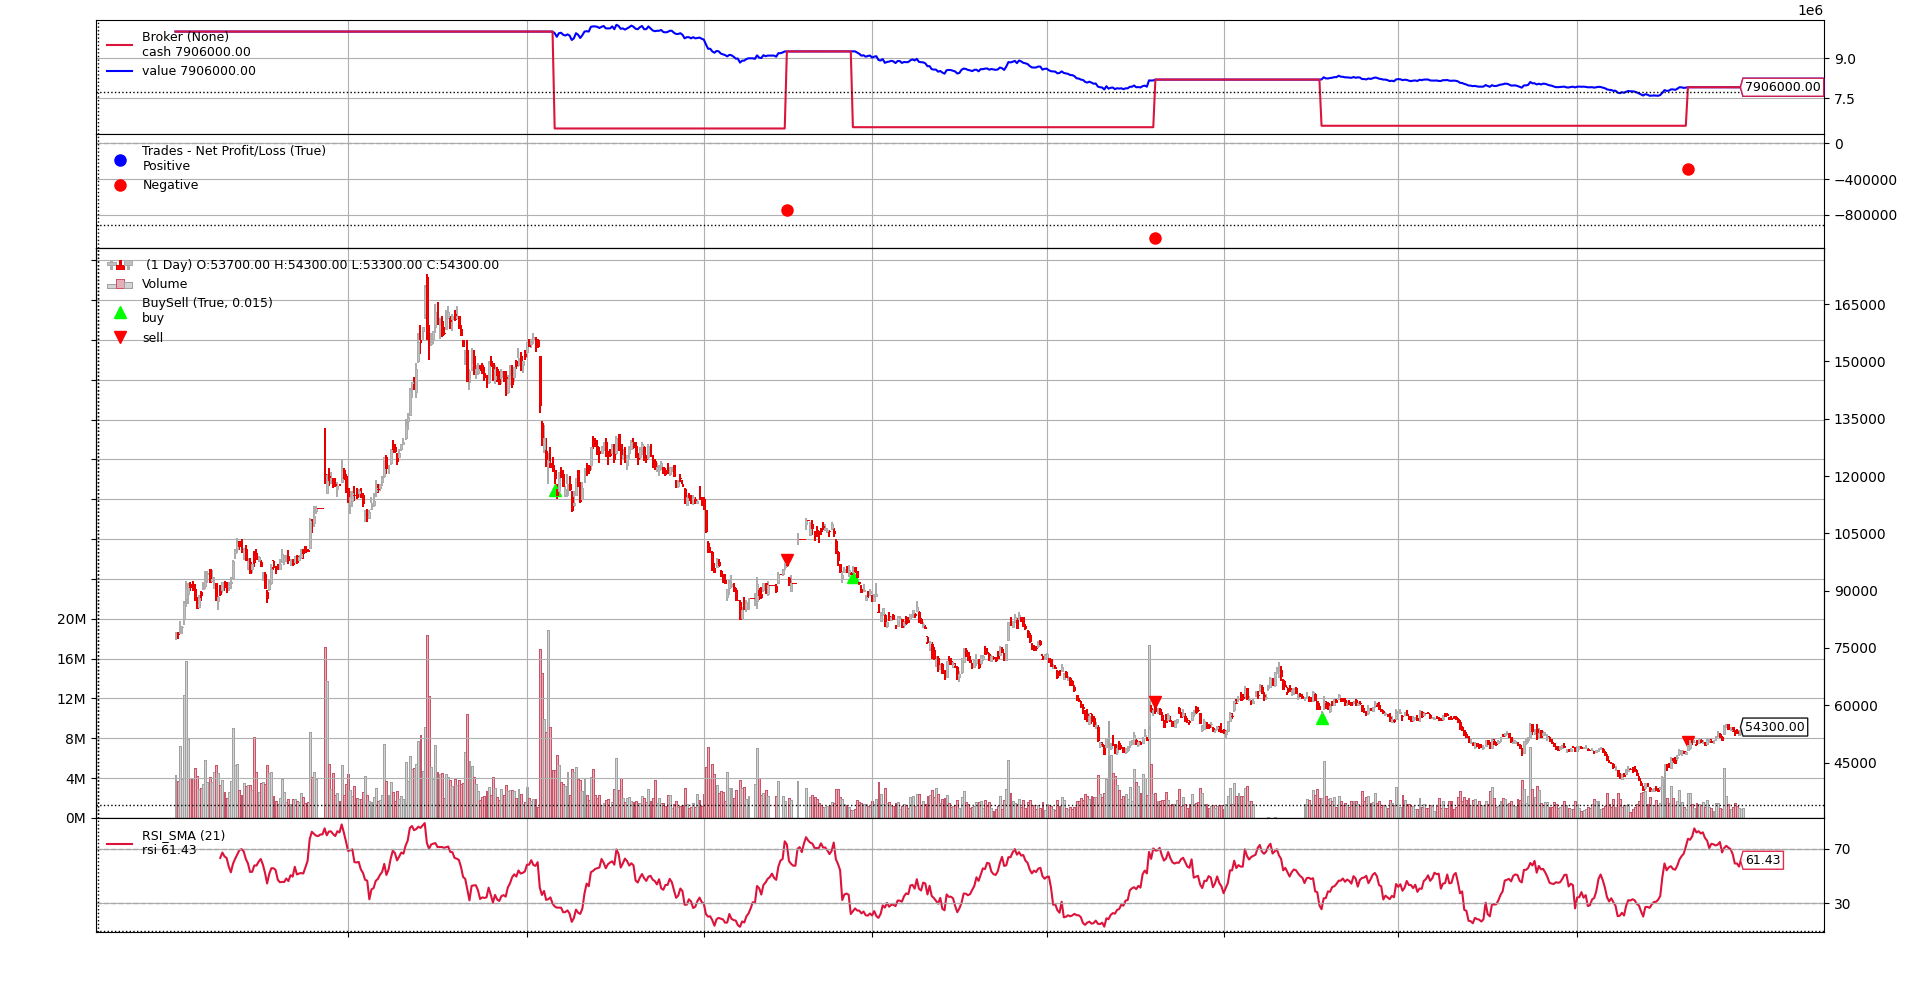 1e6
Broker (None)
cash 7906000.00
value 7906000.00
9.0
7906000.00
7.5
Trades - Net Profit/Loss (True)
Positive
Negative
0
−400000
−800000
(1 Day) O:53700.00 H:54300.00 L:53300.00 C:54300.00
Volume
BuySell (True, 0.015)
buy
sell
165000
150000
135000
120000
105000
90000
75000
60000
54300.00
45000
20M
16M
12M
8M
4M
0M
RSI_SMA (21)
rsi 61.43
70
61.43
30